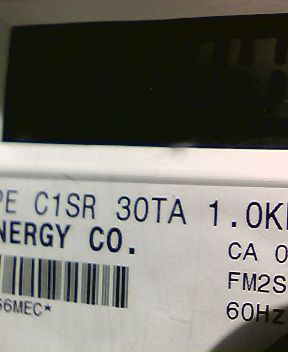 PE C1SR 30TA 1.0K
NERGY CO.
CA 0
FM2S
66MEC*
60Hz